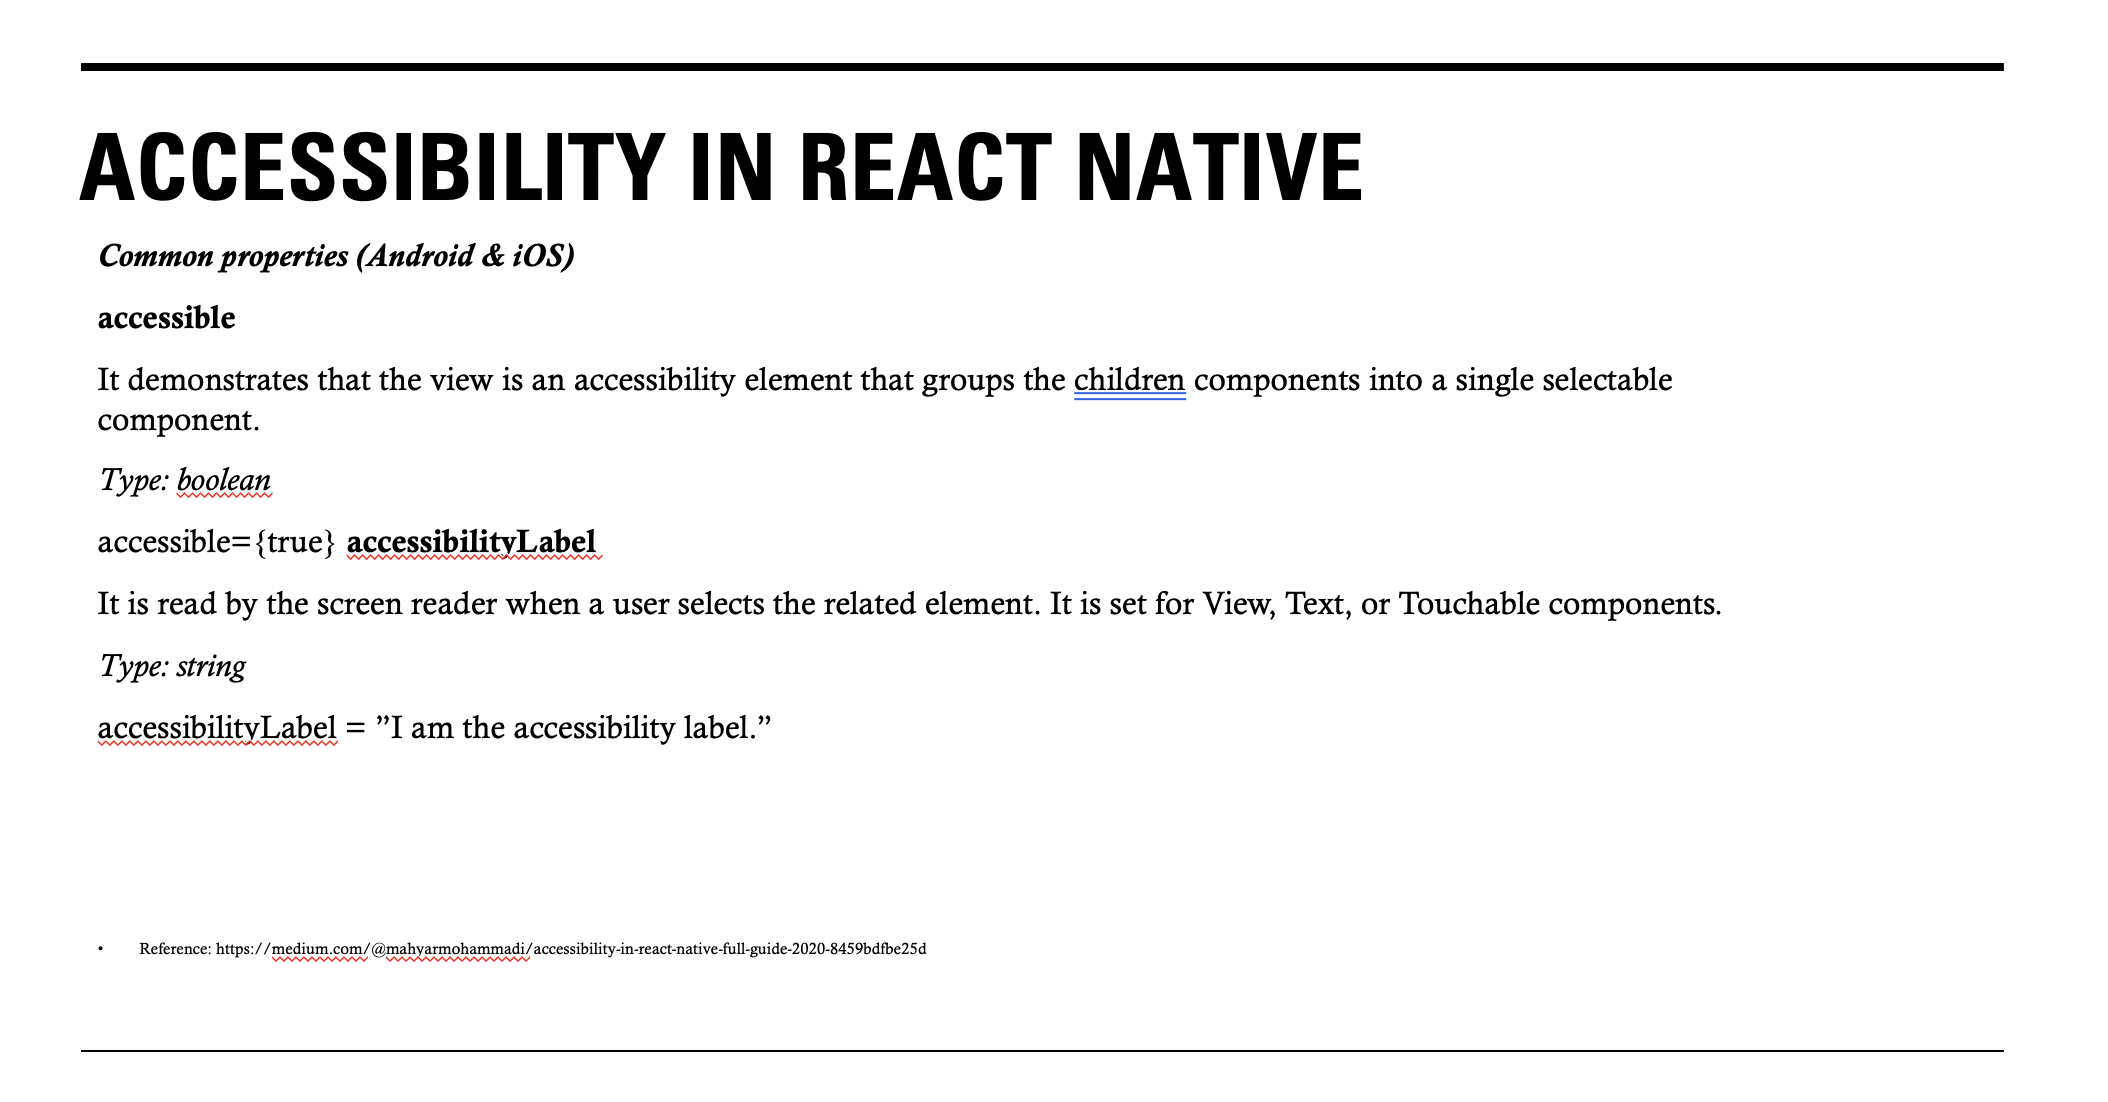 ACCESSIBILITY IN REACT NATIVE
Common properties (Android & iOS)
accessible
It demonstrates that the view is an accessibility element that groups the children components into a single selectable
component.
Type: boolean
accessible={true} accessibilityLabel
It is read by the screen reader when a user selects the related element. It is set for View, Text, or Touchable components.
Type: string
accessibilityLabel = ”I am the accessibility label.”
• Reference: https://medium.com/@mahyarmohammadi/accessibility-in-react-native-full-guide-2020-8459bdfbe25d